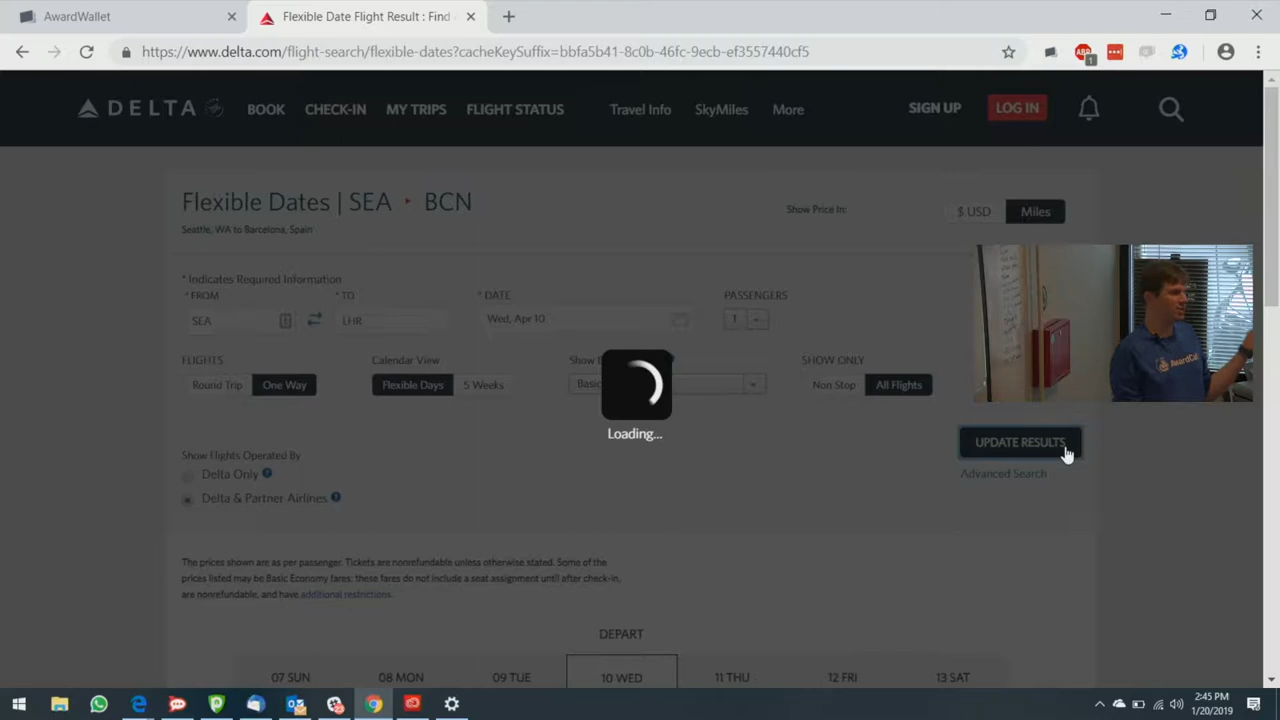 AwardWallet
Flexible Date Flight Result : Find
https://www.delta.com/flight-search/flexible-dates?cacheKeySuffix=bbfa5b41-8c0b-46fc-9ecb-ef3557440cf5
ABP
1
DELTA
BOOK CHECK-IN MY TRIPS FLIGHT STATUS Travel Info SkyMiles More SIGN UP LOG IN
Flexible Dates | SEA ▸ BCN
Seattle, WA to Barcelona, Spain
Show Price In: $ USD Miles
* Indicates Required Information
* FROM * TO * DATE PASSENGERS
SEA LHR Wed, Apr 10 1
FLIGHTS Calendar View SHOW ONLY
Round Trip One Way Flexible Days 5 Weeks Non Stop All Flights
Show Flights Operated By
Delta Only ?
Delta & Partner Airlines ?
Loading...
UPDATE RESULTS
Advanced Search
The prices shown are as per passenger. Tickets are nonrefundable unless otherwise stated. Some of the
prices listed may be Basic Economy fares; these fares do not include a seat assignment until after check-in,
are nonrefundable, and have additional restrictions.
DEPART
07 SUN 08 MON 09 TUE 10 WED 11 THU 12 FRI 13 SAT
2:45 PM
1/20/2019